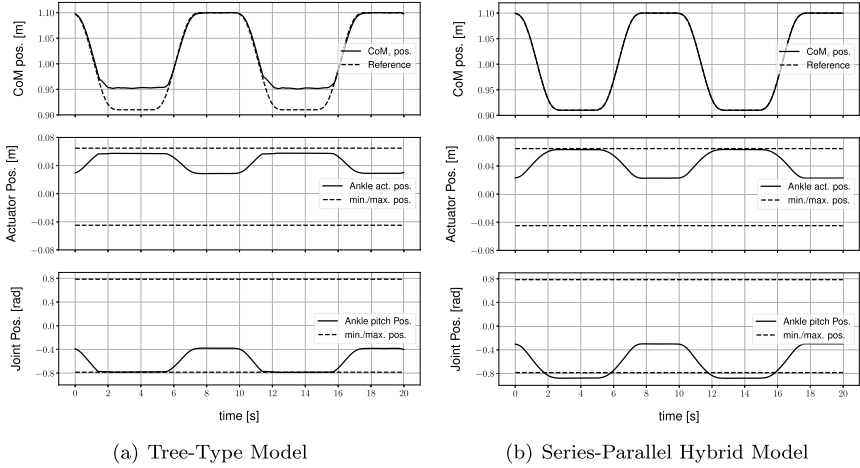 CoM pos. [m]
1.10
1.05
1.00
0.95
0.90
CoMz pos.
Reference
Actuator Pos. [m]
0.08
0.04
0.00
−0.04
−0.08
Ankle act. pos.
min./max. pos.
Joint Pos. [rad]
0.8
0.4
0.0
−0.4
−0.8
Ankle pitch Pos.
min./max. pos.
0 2 4 6 8 10 12 14 16 18 20
time [s]
(a) Tree-Type Model
CoM pos. [m]
1.10
1.05
1.00
0.95
0.90
CoMz pos.
Reference
Actuator Pos. [m]
0.08
0.04
0.00
−0.04
−0.08
Ankle act. pos.
min./max. pos.
Joint Pos. [rad]
0.8
0.4
0.0
−0.4
−0.8
Ankle pitch Pos.
min./max. pos.
0 2 4 6 8 10 12 14 16 18 20
time [s]
(b) Series-Parallel Hybrid Model